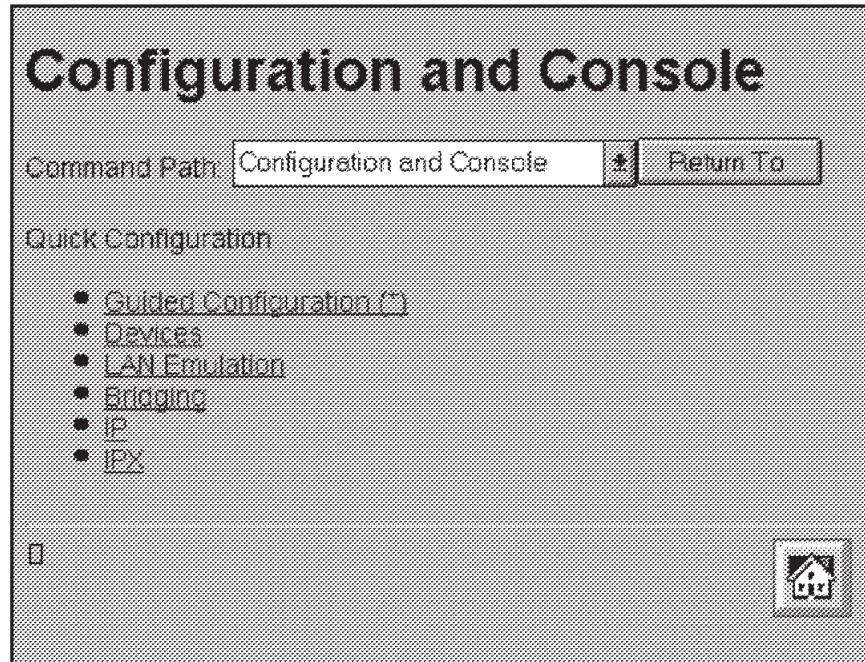 Configuration and Console
Command Path: Configuration and Console Return To
Quick Configuration
Guided Configuration (*)
Devices
LAN Emulation
Bridging
IP
IPX